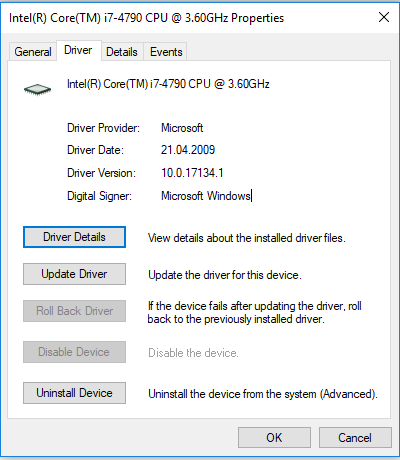 Intel(R) Core(TM) i7-4790 CPU @ 3.60GHz Properties
General Driver Details Events
Intel(R) Core(TM) i7-4790 CPU @ 3.60GHz
Driver Provider: Microsoft
Driver Date: 21.04.2009
Driver Version: 10.0.17134.1
Digital Signer: Microsoft Windows
Driver Details View details about the installed driver files.
Update Driver Update the driver for this device.
Roll Back Driver If the device fails after updating the driver, roll
back to the previously installed driver.
Disable Device Disable the device.
Uninstall Device Uninstall the device from the system (Advanced).
OK Cancel